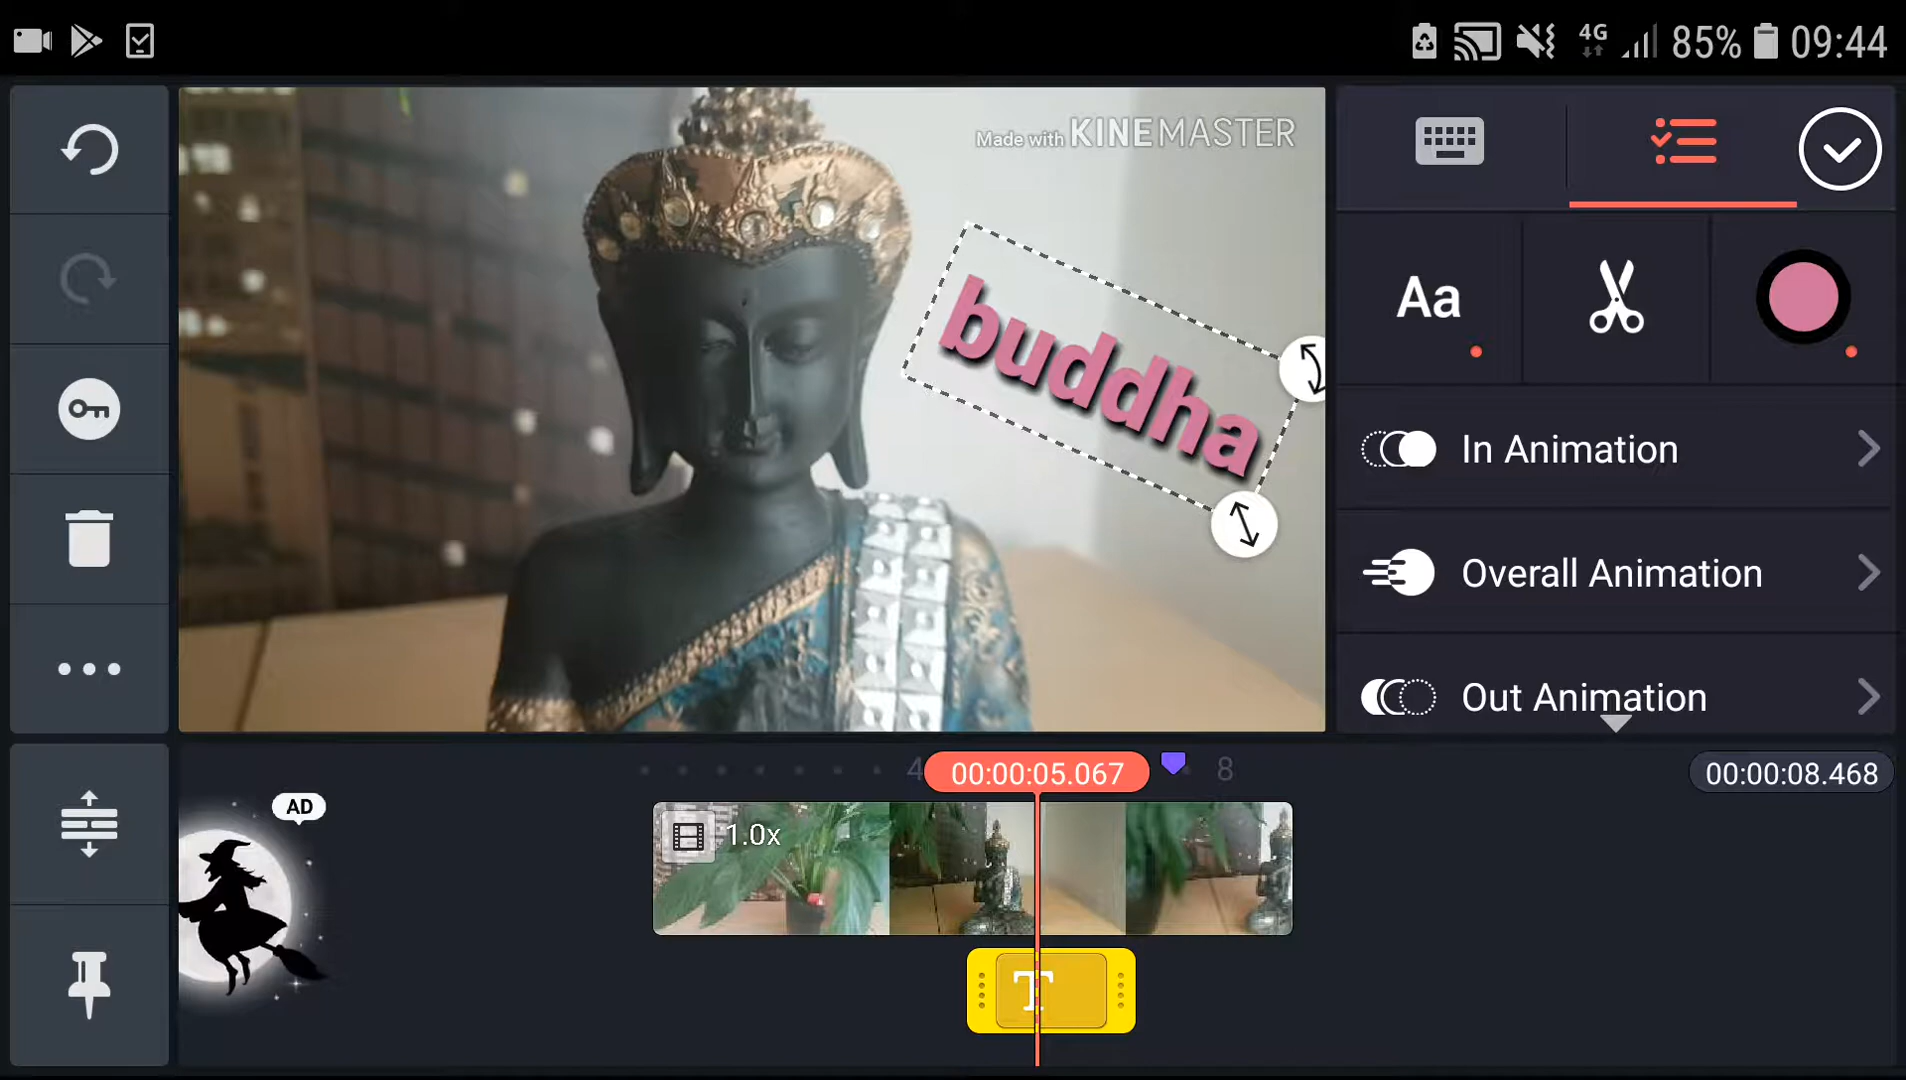 4G 85% 09:44
Made with KINEMASTER
buddha
Aa
In Animation
Overall Animation
Out Animation
4 00:00:05.067 8 00:00:08.468
AD
1.0x
T